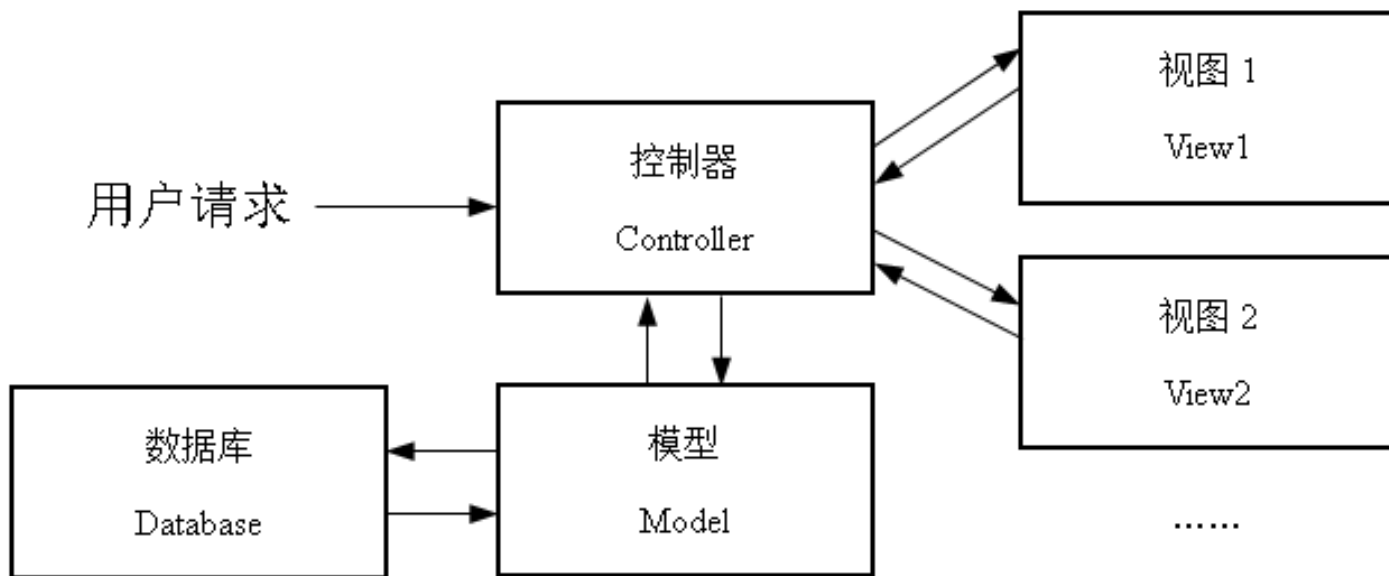 用户请求
控制器
Controller
视图 1
View1
视图 2
View2
……
数据库
Database
模型
Model